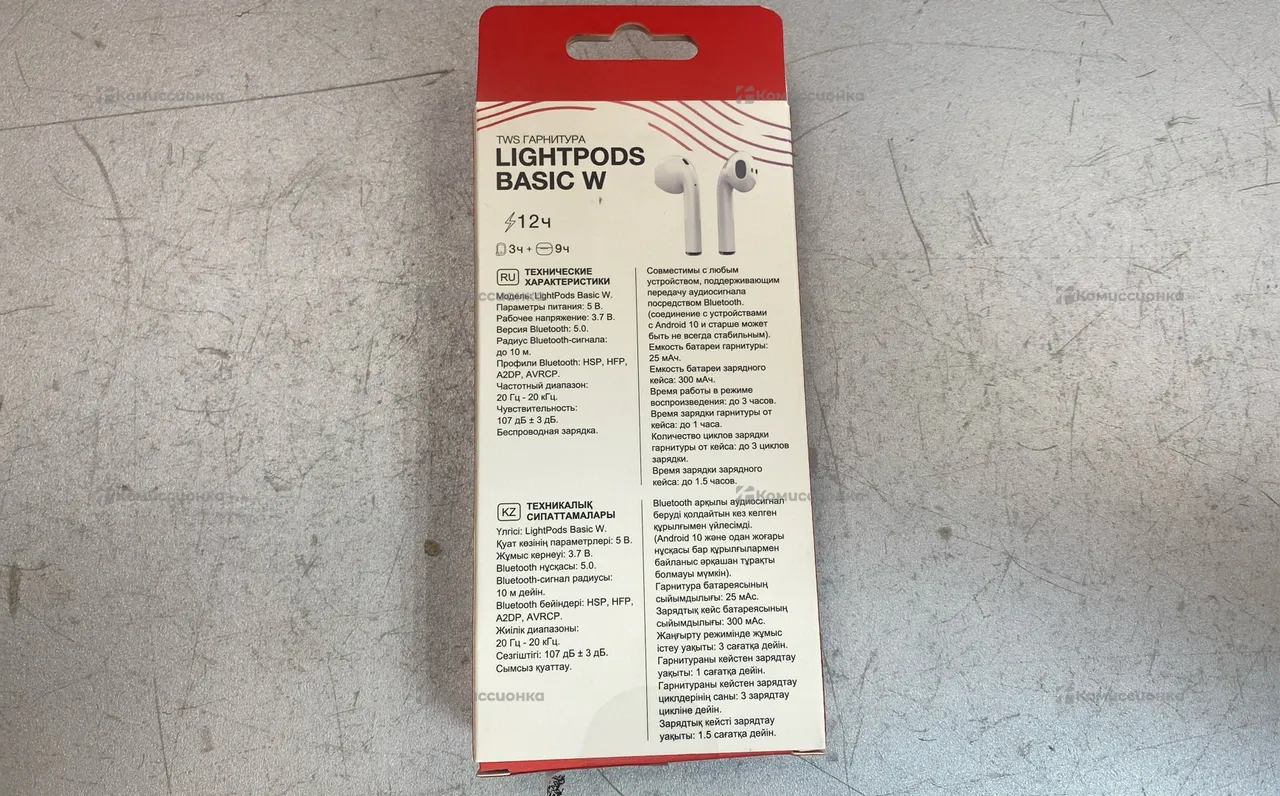 TWS ГАРНИТУРА
LIGHTPODS
BASIC W
12ч
3ч + 9ч
RU
ТЕХНИЧЕСКИЕ
ХАРАКТЕРИСТИКИ
Модель: LightPods Basic W.
Параметры питания: 5 В.
Рабочее напряжение: 3.7 В.
Версия Bluetooth: 5.0.
Радиус Bluetooth-сигнала:
до 10 м.
Профили Bluetooth: HSP, HFP,
A2DP, AVRCP.
Частотный диапазон:
20 Гц - 20 кГц.
Чувствительность:
107 дБ ± 3 дБ.
Беспроводная зарядка.
Совместимы с любым
устройством, поддерживающим
передачу аудиосигнала
посредством Bluetooth.
(соединение с устройствами
с Android 10 и старше может
быть не всегда стабильным).
Емкость батареи гарнитуры:
25 мАч.
Емкость батареи зарядного
кейса: 300 мАч.
Время работы в режиме
воспроизведения: до 3 часов.
Время зарядки гарнитуры от
кейса: до 1 часа.
Количество циклов зарядки
гарнитуры от кейса: до 3 циклов
зарядки.
Время зарядки зарядного
кейса: до 1.5 часов.
KZ
ТЕХНИКАЛЫҚ
СИПАТТАМАЛАРЫ
Үлгісі: LightPods Basic W.
Қуат көзінің параметрлері: 5 В.
Жұмыс кернеуі: 3.7 В.
Bluetooth нұсқасы: 5.0.
Bluetooth-сигнал радиусы:
10 м дейін.
Bluetooth бейіндері: HSP, HFP,
A2DP, AVRCP.
Жиілік диапазоны:
20 Гц - 20 кГц.
Сезгіштігі: 107 дБ ± 3 дБ.
Сымсыз қуаттау.
Bluetooth арқылы аудиосигнал
беруді қолдайтын кез келген
құрылғымен үйлесімді.
(Android 10 және одан жоғары
нұсқасы бар құрылғылармен
байланыс әрқашан тұрақты
болмауы мүмкін).
Гарнитура батареясының
сыйымдылығы: 25 мАс.
Зарядтық кейс батареясының
сыйымдылығы: 300 мАс.
Жаңғырту режимінде жұмыс
істеу уақыты: 3 сағатқа дейін.
Гарнитураны кейстен зарядтау
уақыты: 1 сағатқа дейін.
Гарнитураны кейстен зарядтау
циклдерінің саны: 3 зарядтау
цикліне дейін.
Зарядтық кейсті зарядтау
уақыты: 1.5 сағатқа дейін.
Комиссионка
Комиссионка
Комиссионка
Комиссионка
Комиссионка
Комиссионка